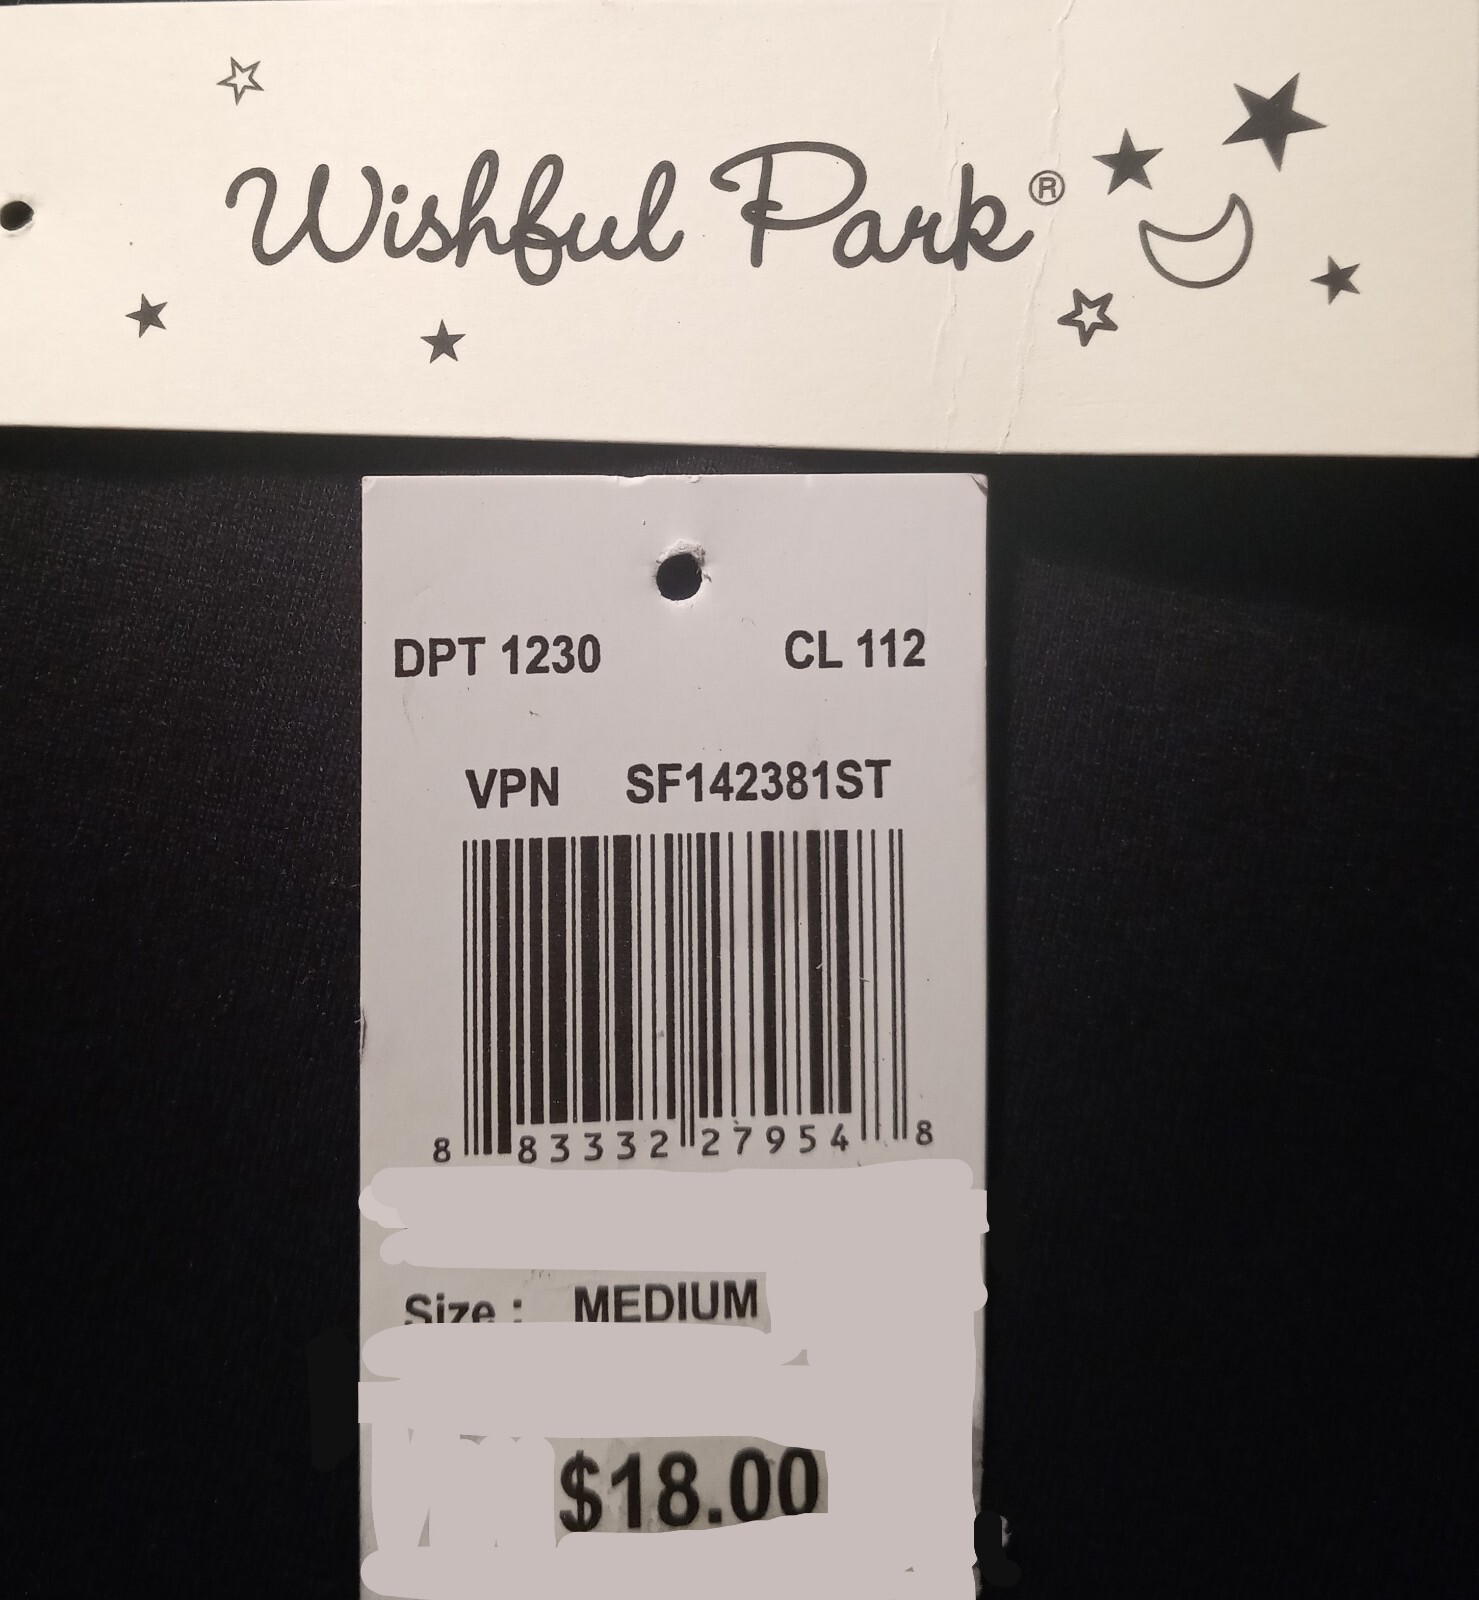 Wishful Park®
DPT 1230 CL 112
VPN SF142381ST
8 83332 27954 8
Size : MEDIUM
$18.00